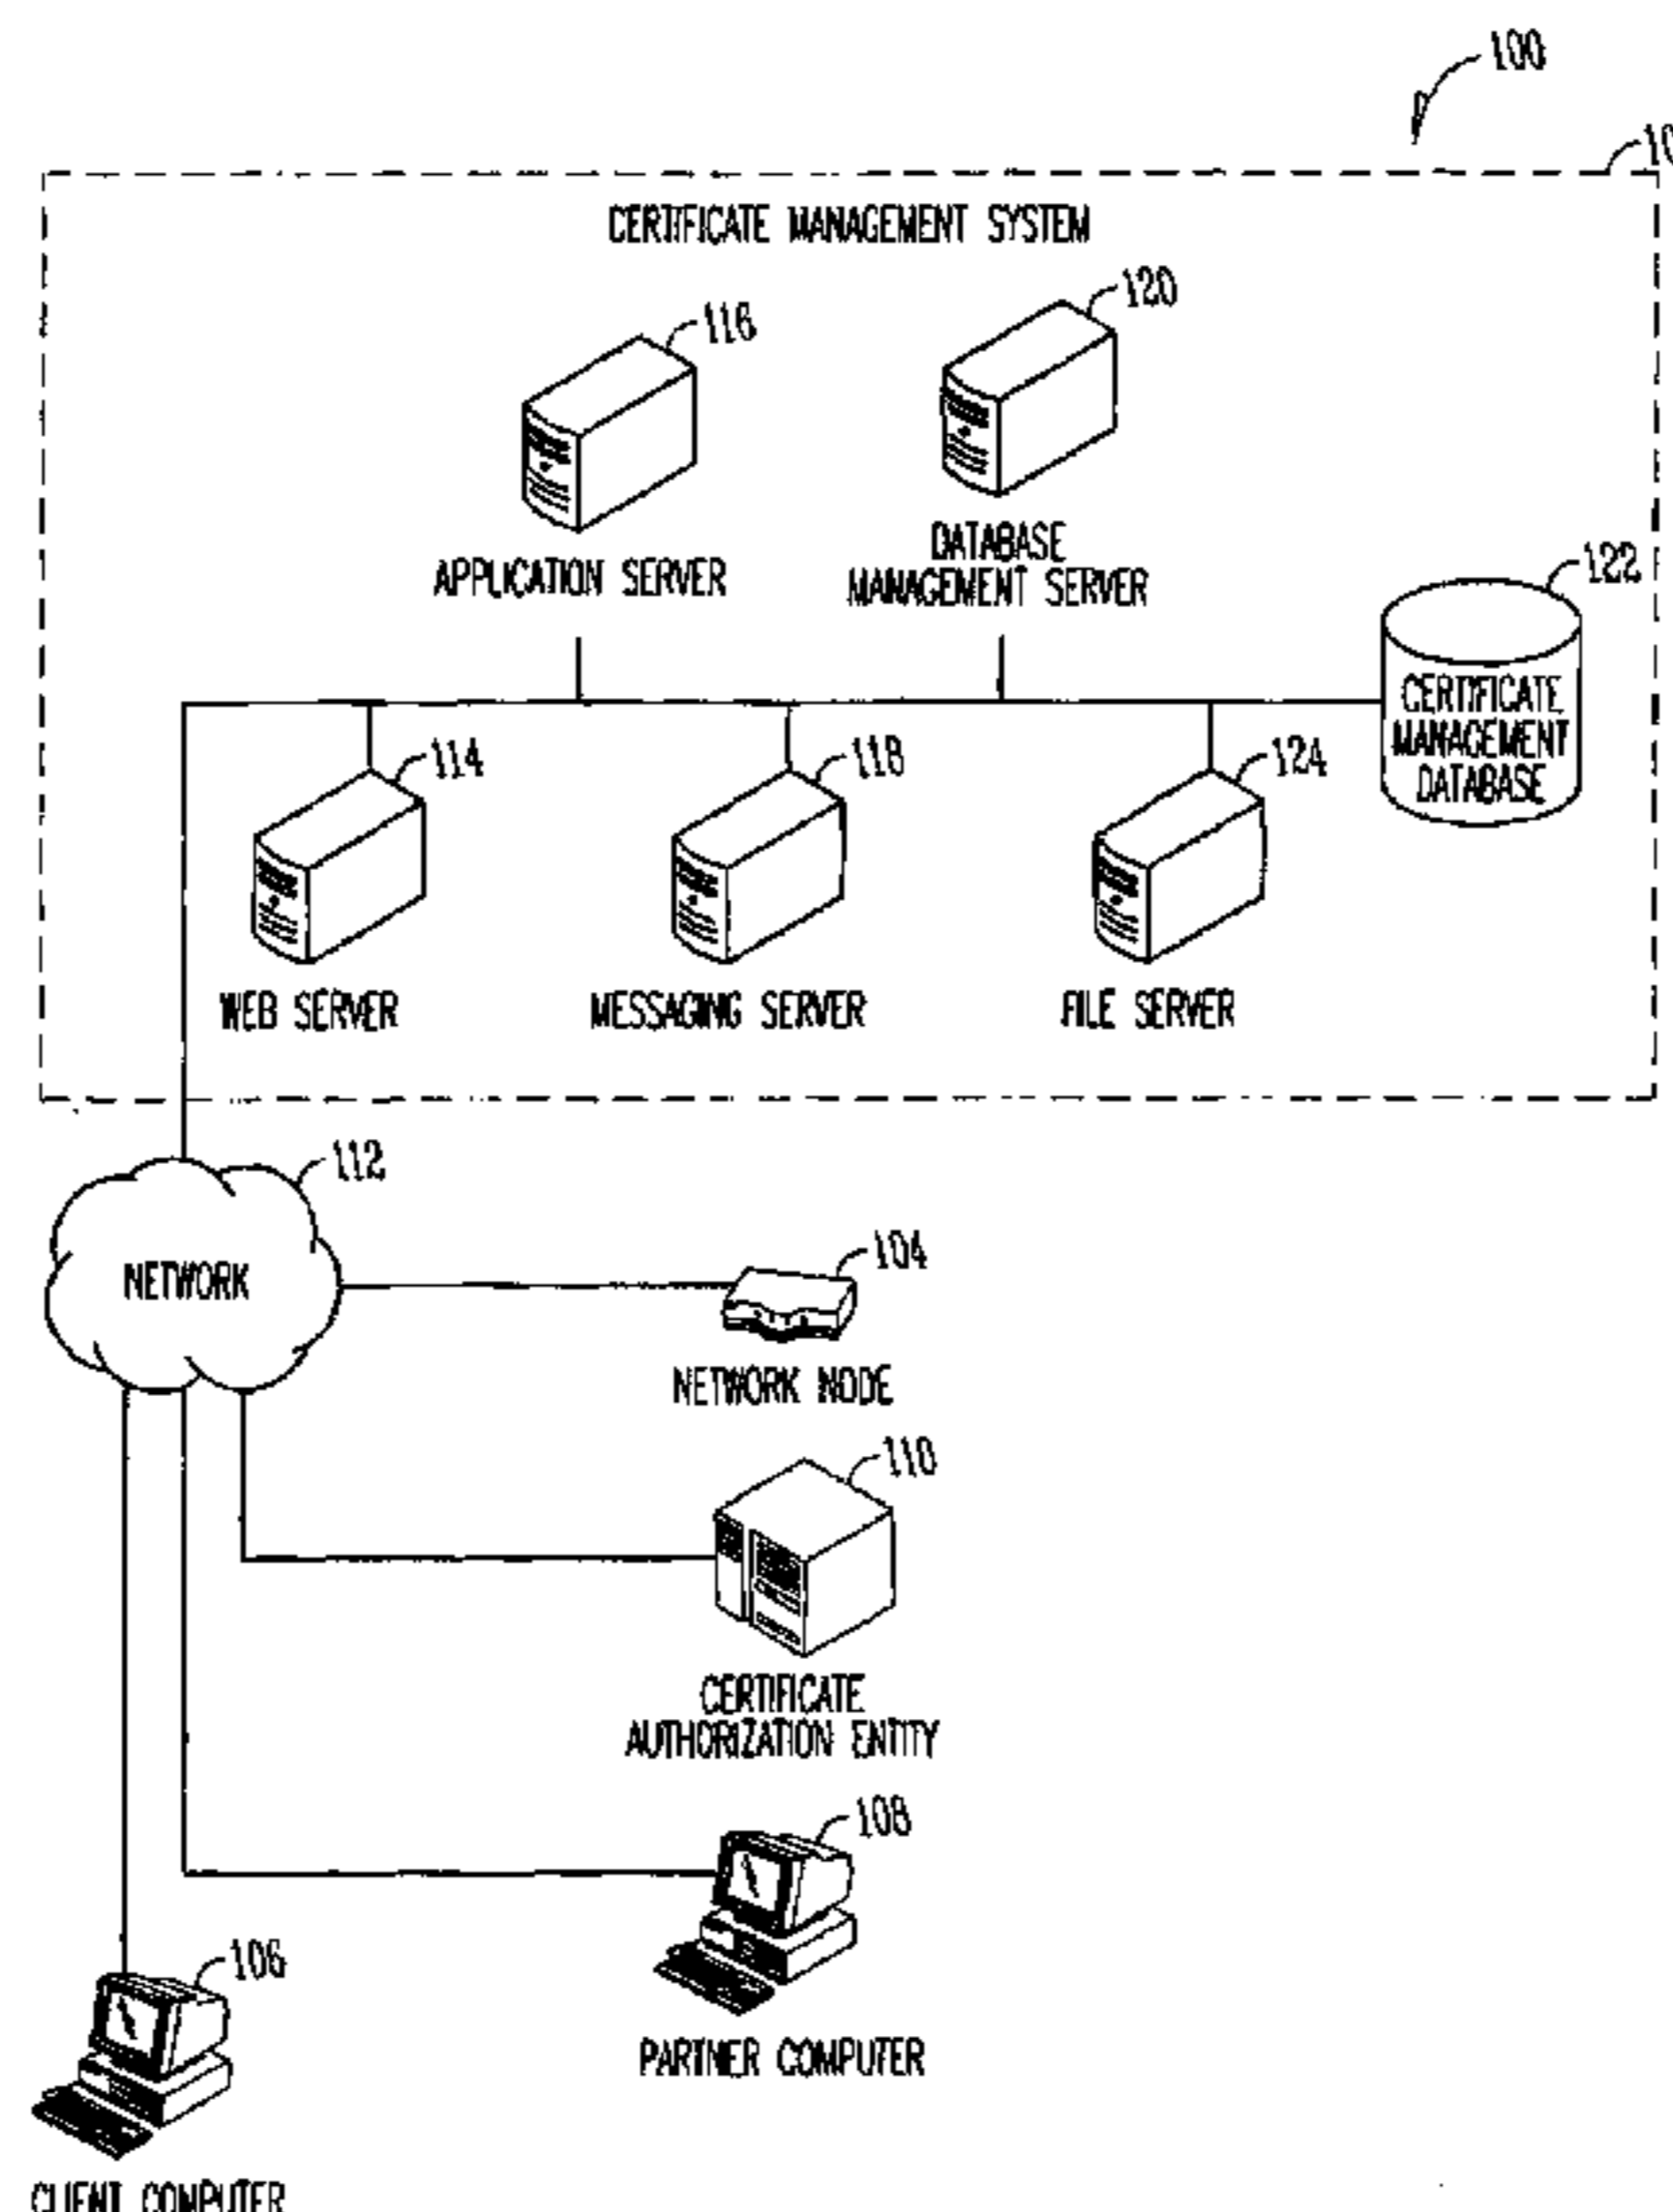 100
CERTIFICATE MANAGEMENT SYSTEM
120
116
DATABASE
MANAGEMENT SERVER
APPLICATION SERVER
122
CERTIFICATE
MANAGEMENT
DATABASE
114
118
124
WEB SERVER
MESSAGING SERVER
FILE SERVER
112
NETWORK
104
NETWORK NODE
110
CERTIFICATE
AUTHORIZATION ENTITY
108
PARTNER COMPUTER
106
CLIENT COMPUTER